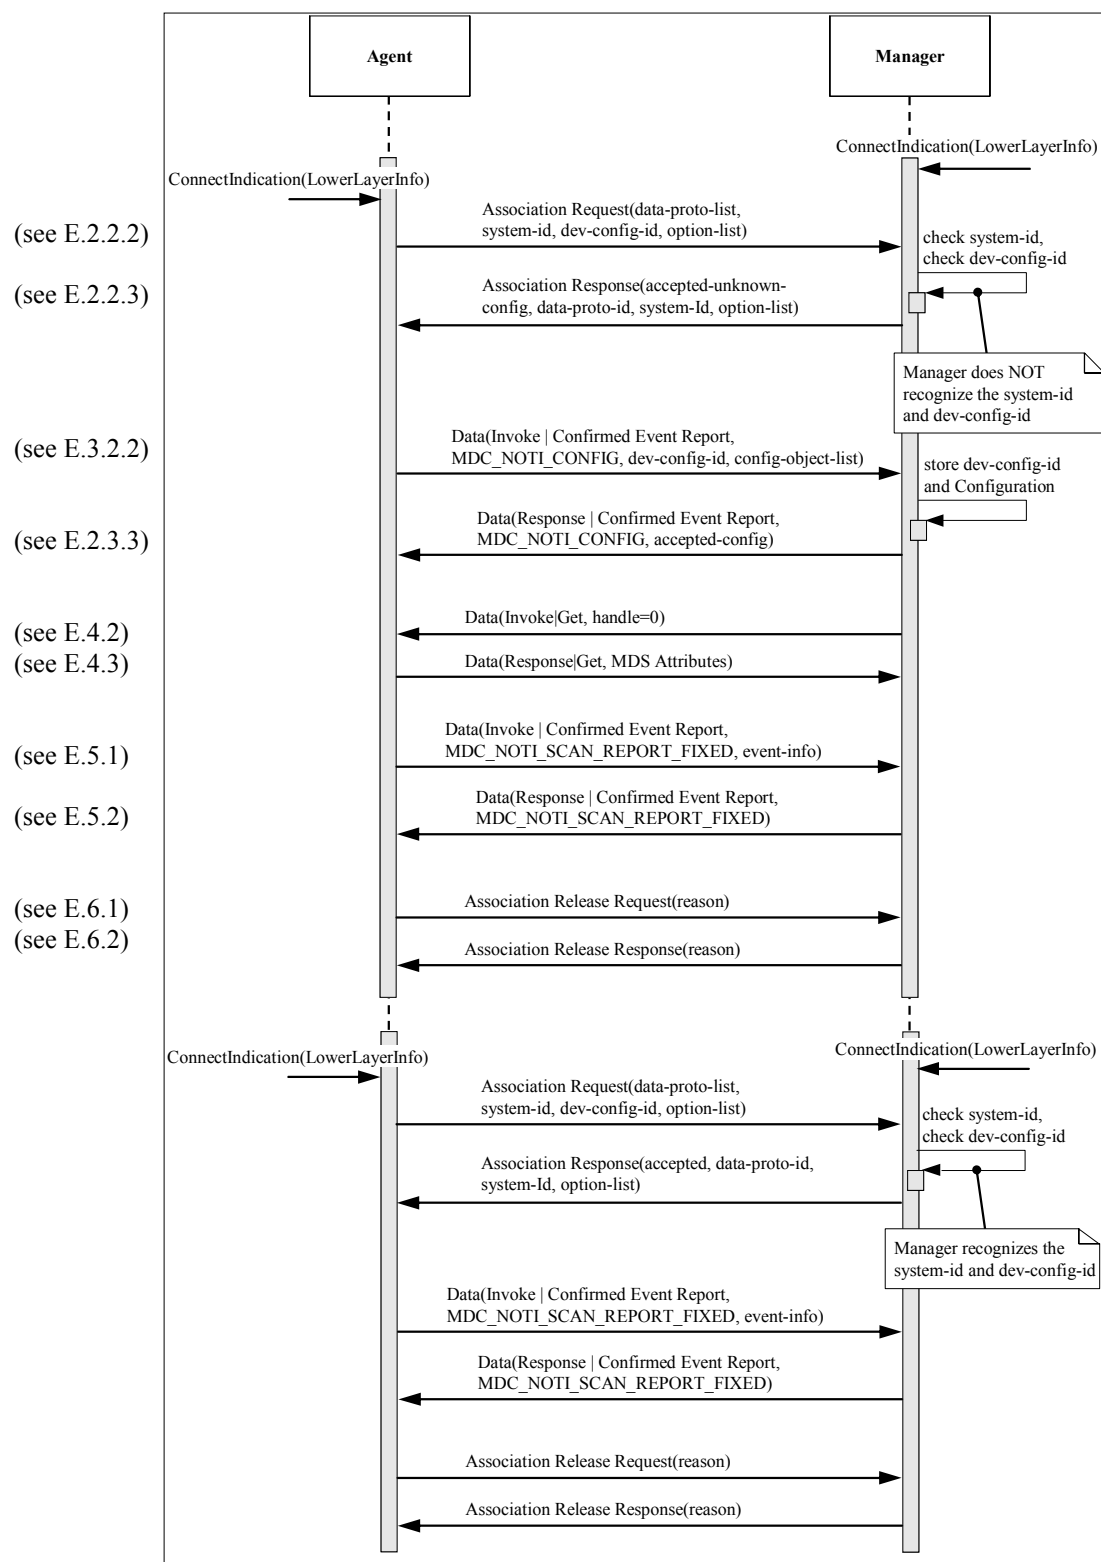 Agent
Manager
ConnectIndication(LowerLayerInfo)
ConnectIndication(LowerLayerInfo)
(see E.2.2.2)
Association Request(data-proto-list,
system-id, dev-config-id, option-list)
check system-id,
check dev-config-id
(see E.2.2.3)
Association Response(accepted-unknown-
config, data-proto-id, system-Id, option-list)
Manager does NOT
recognize the system-id
and dev-config-id
(see E.3.2.2)
Data(Invoke | Confirmed Event Report,
MDC_NOTI_CONFIG, dev-config-id, config-object-list)
store dev-config-id
and Configuration
(see E.2.3.3)
Data(Response | Confirmed Event Report,
MDC_NOTI_CONFIG, accepted-config)
(see E.4.2)
Data(Invoke|Get, handle=0)
(see E.4.3)
Data(Response|Get, MDS Attributes)
(see E.5.1)
Data(Invoke | Confirmed Event Report,
MDC_NOTI_SCAN_REPORT_FIXED, event-info)
(see E.5.2)
Data(Response | Confirmed Event Report,
MDC_NOTI_SCAN_REPORT_FIXED)
(see E.6.1)
Association Release Request(reason)
(see E.6.2)
Association Release Response(reason)
ConnectIndication(LowerLayerInfo)
ConnectIndication(LowerLayerInfo)
Association Request(data-proto-list,
system-id, dev-config-id, option-list)
check system-id,
check dev-config-id
Association Response(accepted, data-proto-id,
system-Id, option-list)
Manager recognizes the
system-id and dev-config-id
Data(Invoke | Confirmed Event Report,
MDC_NOTI_SCAN_REPORT_FIXED, event-info)
Data(Response | Confirmed Event Report,
MDC_NOTI_SCAN_REPORT_FIXED)
Association Release Request(reason)
Association Release Response(reason)